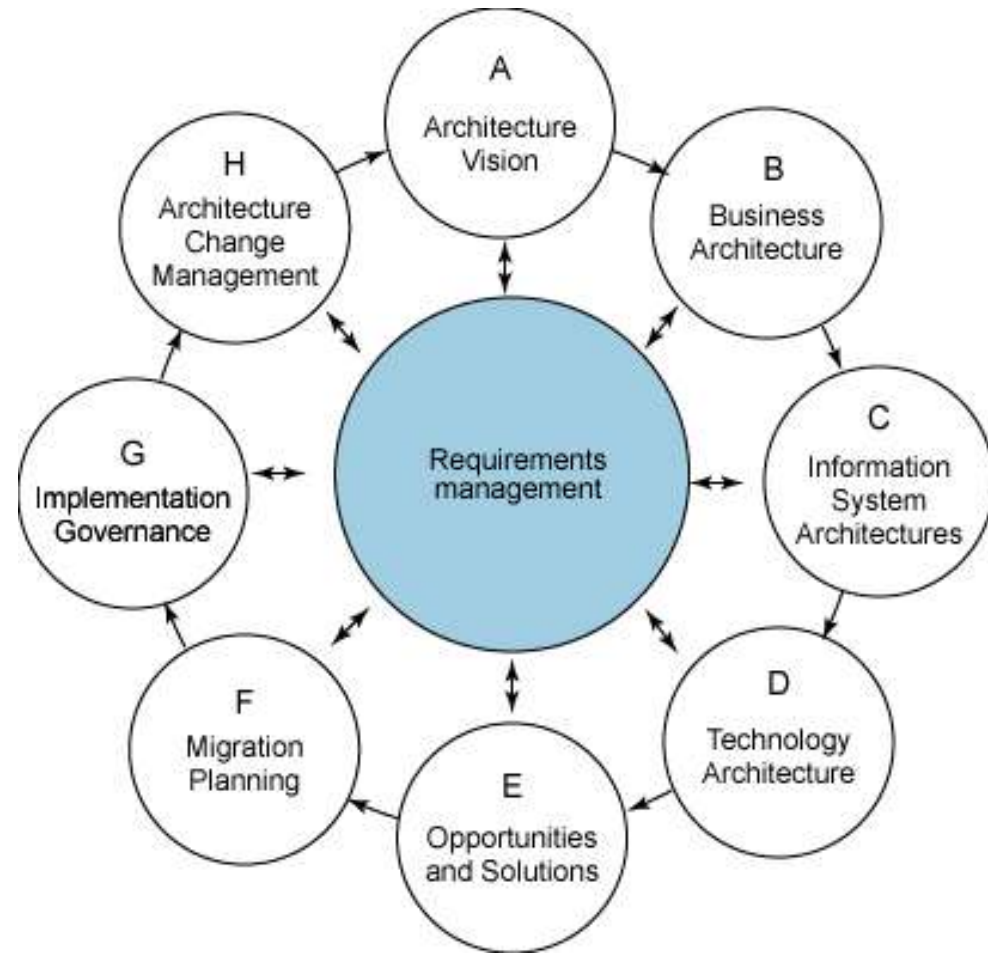 A
Architecture
Vision
B
Business
Architecture
C
Information
System
Architectures
D
Technology
Architecture
E
Opportunities
and Solutions
F
Migration
Planning
G
Implementation
Governance
H
Architecture
Change
Management
Requirements
management